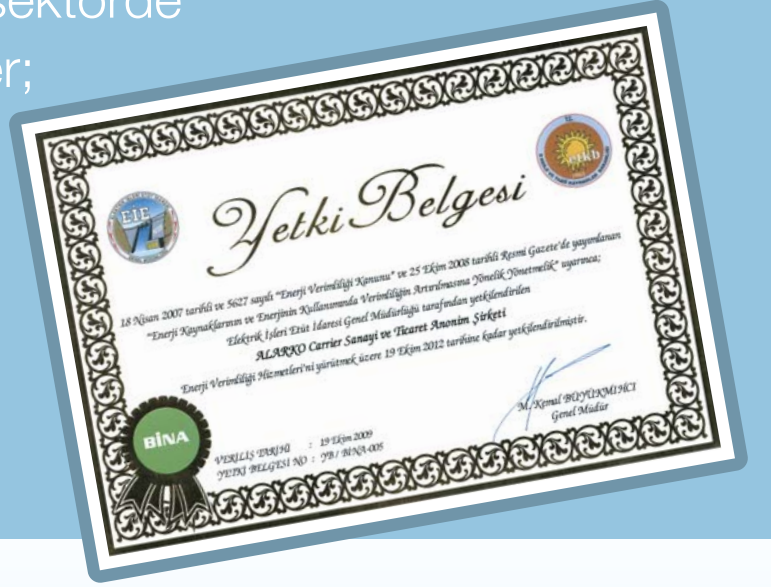 sektörde
er;
EIE
etkb
Yetki Belgesi
18 Nisan 2007 tarihli ve 5627 sayılı "Enerji Verimliliği Kanunu" ve 25 Ekim 2008 tarihli Resmi Gazete'de yayımlanan
"Enerji Kaynaklarının ve Enerjinin Kullanımında Verimliliğin Artırılmasına Yönelik Yönetmelik" uyarınca;
Elektrik İşleri Etüt İdaresi Genel Müdürlüğü tarafından yetkilendirilen
ALARKO Carrier Sanayi ve Ticaret Anonim Şirketi
Enerji Verimliliği Hizmetleri'ni yürütmek üzere 19 Ekim 2012 tarihine kadar yetkilendirilmiştir.
M. Kemal BÜYÜKMIHCI
Genel Müdür
BİNA
VERİLİŞ TARİHİ : 19 Ekim 2009
YETKİ BELGESİ NO : YB / BİNA-005